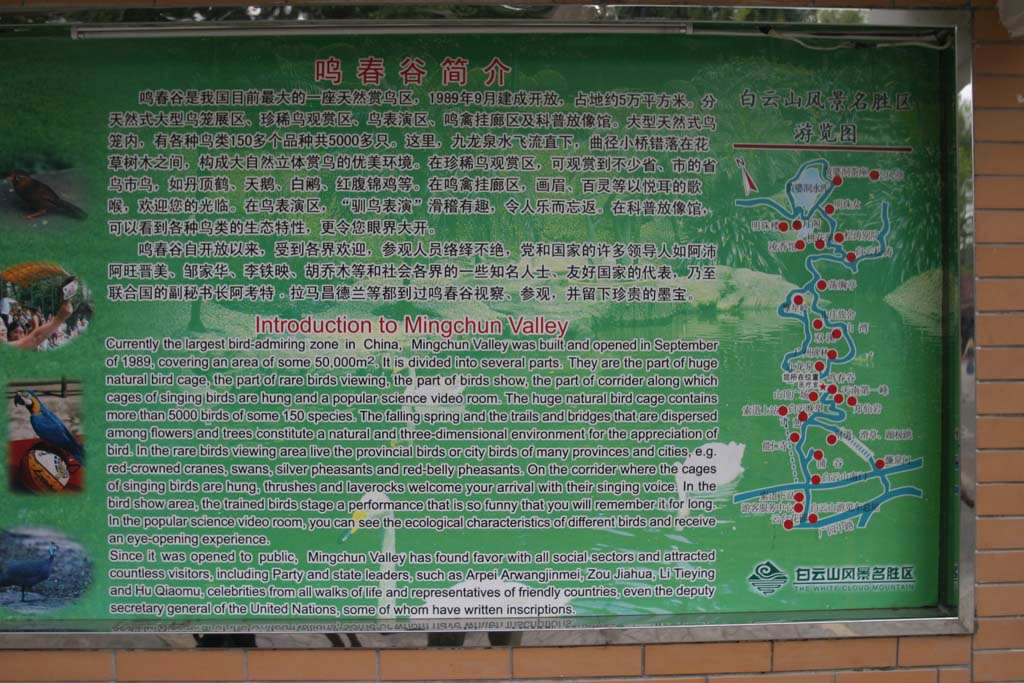 鸣春谷简介
鸣春谷是我国目前最大的一座天然赏鸟区，1989年9月建成开放，占地约5万平方米。分
天然式大型鸟笼展区、珍稀鸟观赏区、鸟表演区、鸣禽挂廊区及科普放像馆。大型天然式鸟
笼内，有各种鸟类150多个品种共5000多只。这里，九龙泉水飞流直下，曲径小桥错落在花
草树木之间，构成大自然立体赏鸟的优美环境。在珍稀鸟观赏区，可观赏到不少省、市的省
鸟市鸟，如丹顶鹤、天鹅、白鹇、红腹锦鸡等。在鸣禽挂廊区，画眉、百灵等以悦耳的歌
喉，欢迎您的光临。在鸟表演区，“驯鸟表演”滑稽有趣，令人乐而忘返。在科普放像馆，
可以看到各种鸟类的生态特性，更令您眼界大开。
鸣春谷自开放以来，受到各界欢迎，参观人员络绎不绝，党和国家的许多领导人如阿沛
阿旺晋美、邹家华、李铁映、胡乔木等和社会各界的一些知名人士、友好国家的代表，乃至
联合国的副秘书长阿考特·拉马昌德兰等都到过鸣春谷视察、参观，并留下珍贵的墨宝。
Introduction to Mingchun Valley
Currently the largest bird-admiring zone in China, Mingchun Valley was built and opened in September
of 1989, covering an area of some 50,000m2. It is divided into several parts. They are the part of huge
natural bird cage, the part of rare birds viewing, the part of birds show, the part of corridor along which
cages of singing birds are hung and a popular science video room. The huge natural bird cage contains
more than 5000 birds of some 150 species. The falling spring and the trails and bridges that are dispersed
among flowers and trees constitute a natural and three-dimensional environment for the appreciation of
bird. In the rare birds viewing area live the provincial birds or city birds of many provinces and cities, e.g.
red-crowned cranes, swans, silver pheasants and red-belly pheasants. On the corridor where the cages
of singing birds are hung, thrushes and laverocks welcome your arrival with their singing voice. In the
bird show area, the trained birds stage a performance that is so funny that you will remember it for long.
In the popular science video room, you can see the ecological characteristics of different birds and receive
an eye-opening experience.
Since it was opened to public, Mingchun Valley has found favor with all social sectors and attracted
countless visitors, including Party and state leaders, such as Arpei Arwangjinmei, Zou Jiahua, Li Tieying
and Hu Qiaomu, celebrities from all walks of life and representatives of friendly countries, even the deputy
secretary general of the United Nations, some of whom have written inscriptions.
白云山风景名胜区
游览图
N
鸣春谷
白云山风景名胜区
THE WHITE CLOUD MOUNTAIN